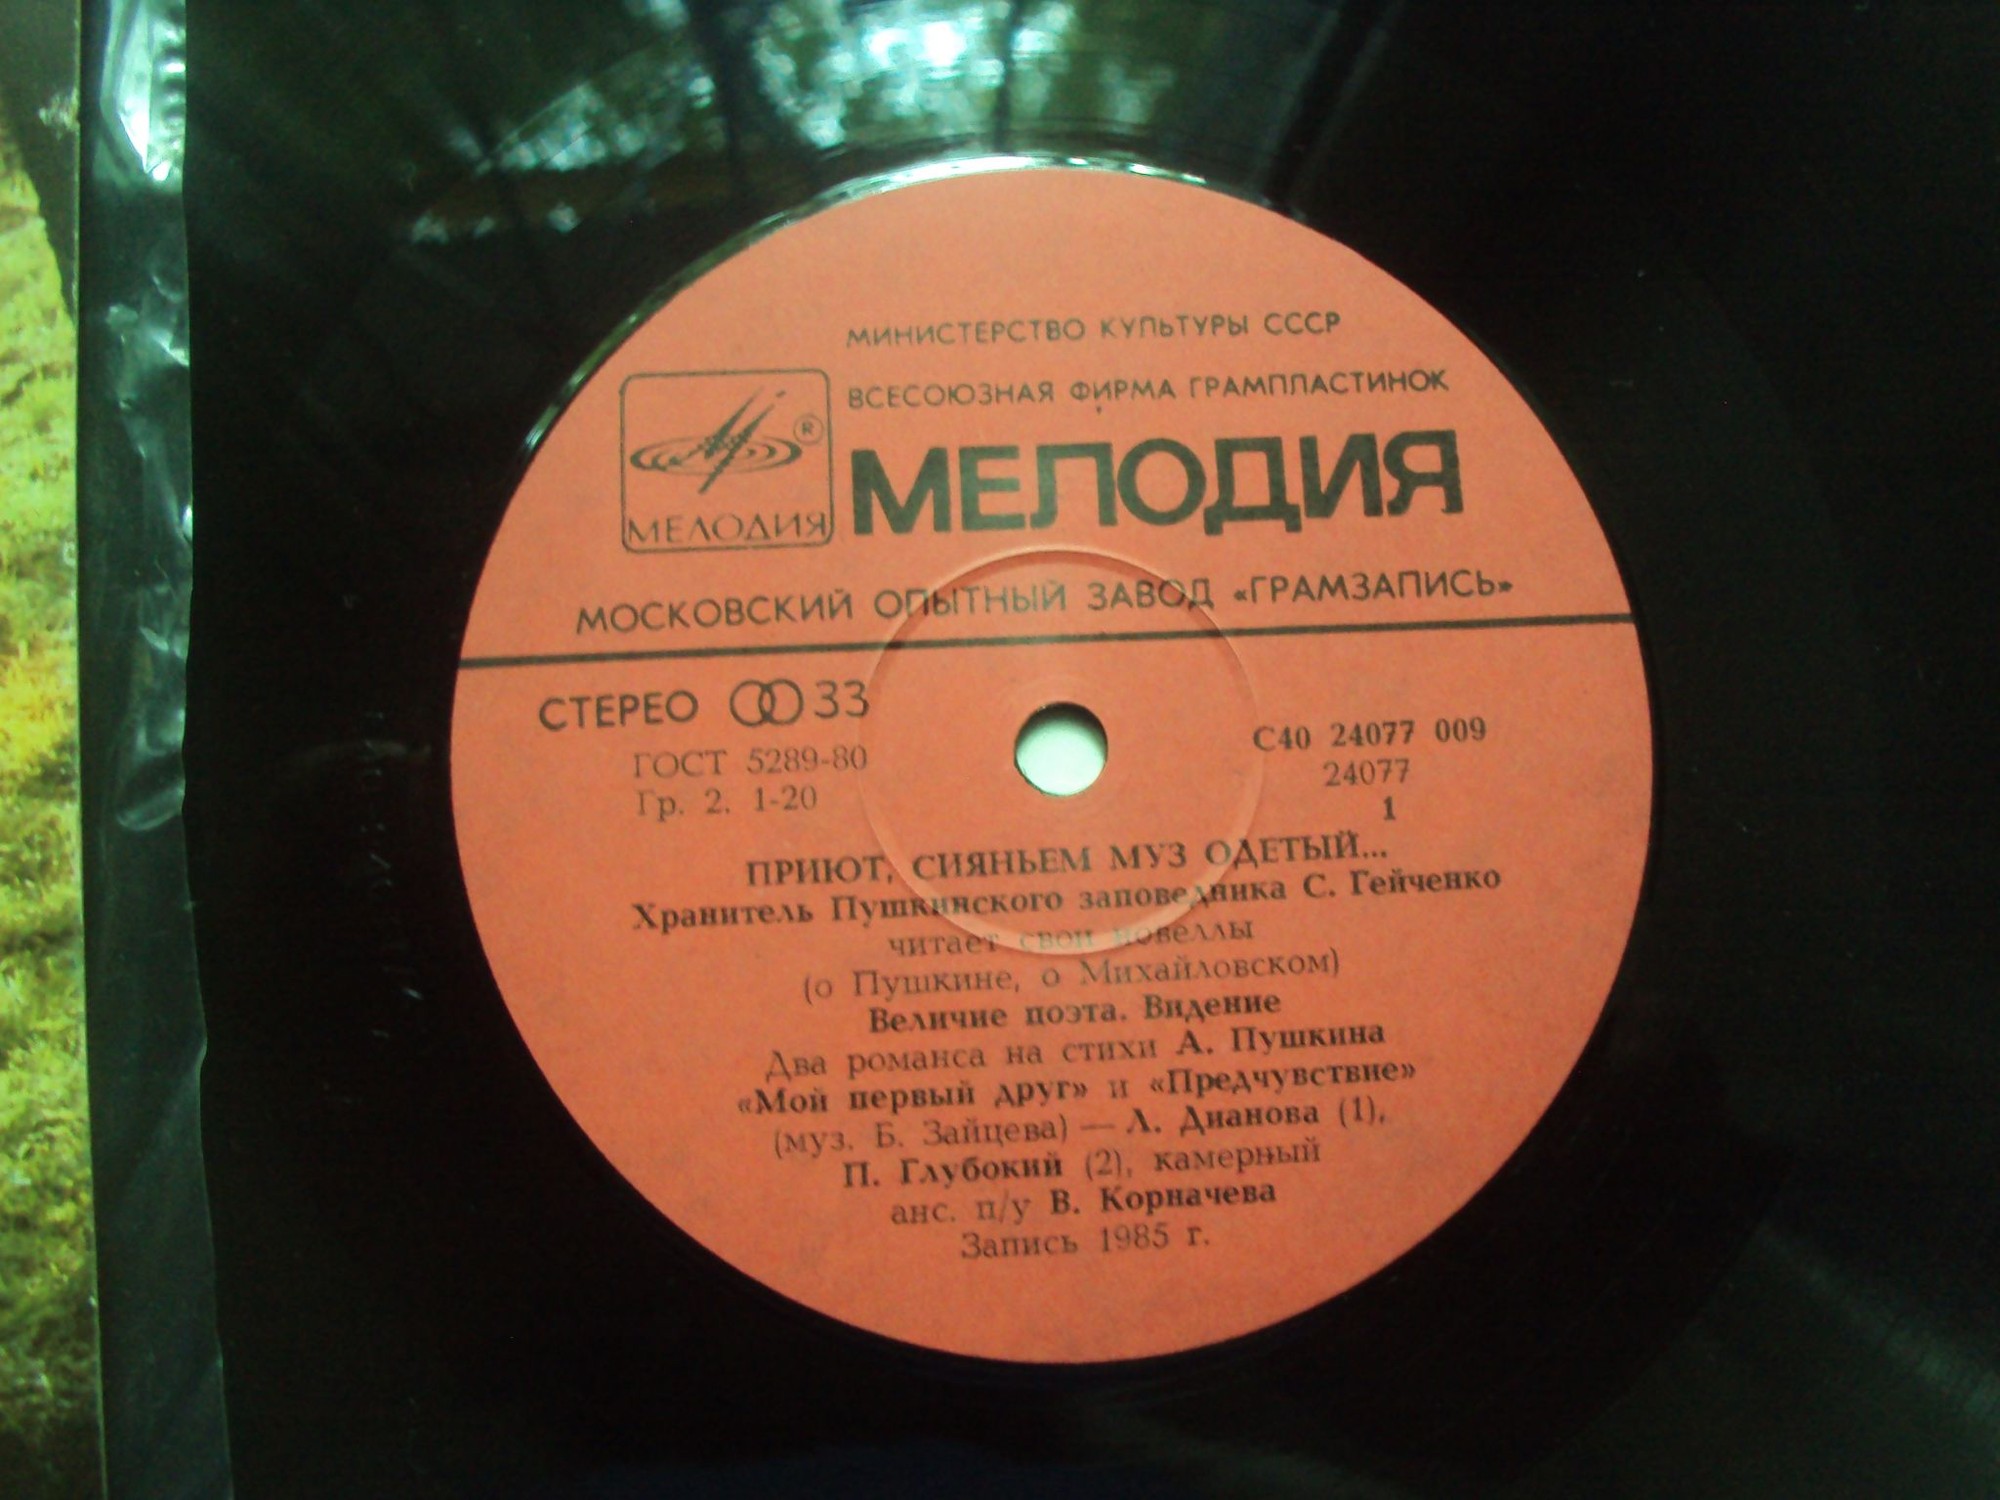 МИНИСТЕРСТВО КУЛЬТУРЫ СССР
ВСЕСОЮЗНАЯ ФИРМА ГРАМПЛАСТИНОК
®
МЕЛОДИЯ
МЕЛОДИЯ
МОСКОВСКИЙ ОПЫТНЫЙ ЗАВОД «ГРАМЗАПИСЬ»
СТЕРЕО 33
ГОСТ 5289-80
Гр. 2. 1-20
С40 24077 009
24077
1
ПРИЮТ, СИЯНЬЕМ МУЗ ОДЕТЫЙ...
Хранитель Пушкинского заповедника С. Гейченко
читает свои новеллы
(о Пушкине, о Михайловском)
Величие поэта. Видение
Два романса на стихи А. Пушкина
«Мой первый друг» и «Предчувствие»
(муз. Б. Зайцева) — Л. Дианова (1),
П. Глубокий (2), камерный
анс. п/у В. Корначева
Запись 1985 г.